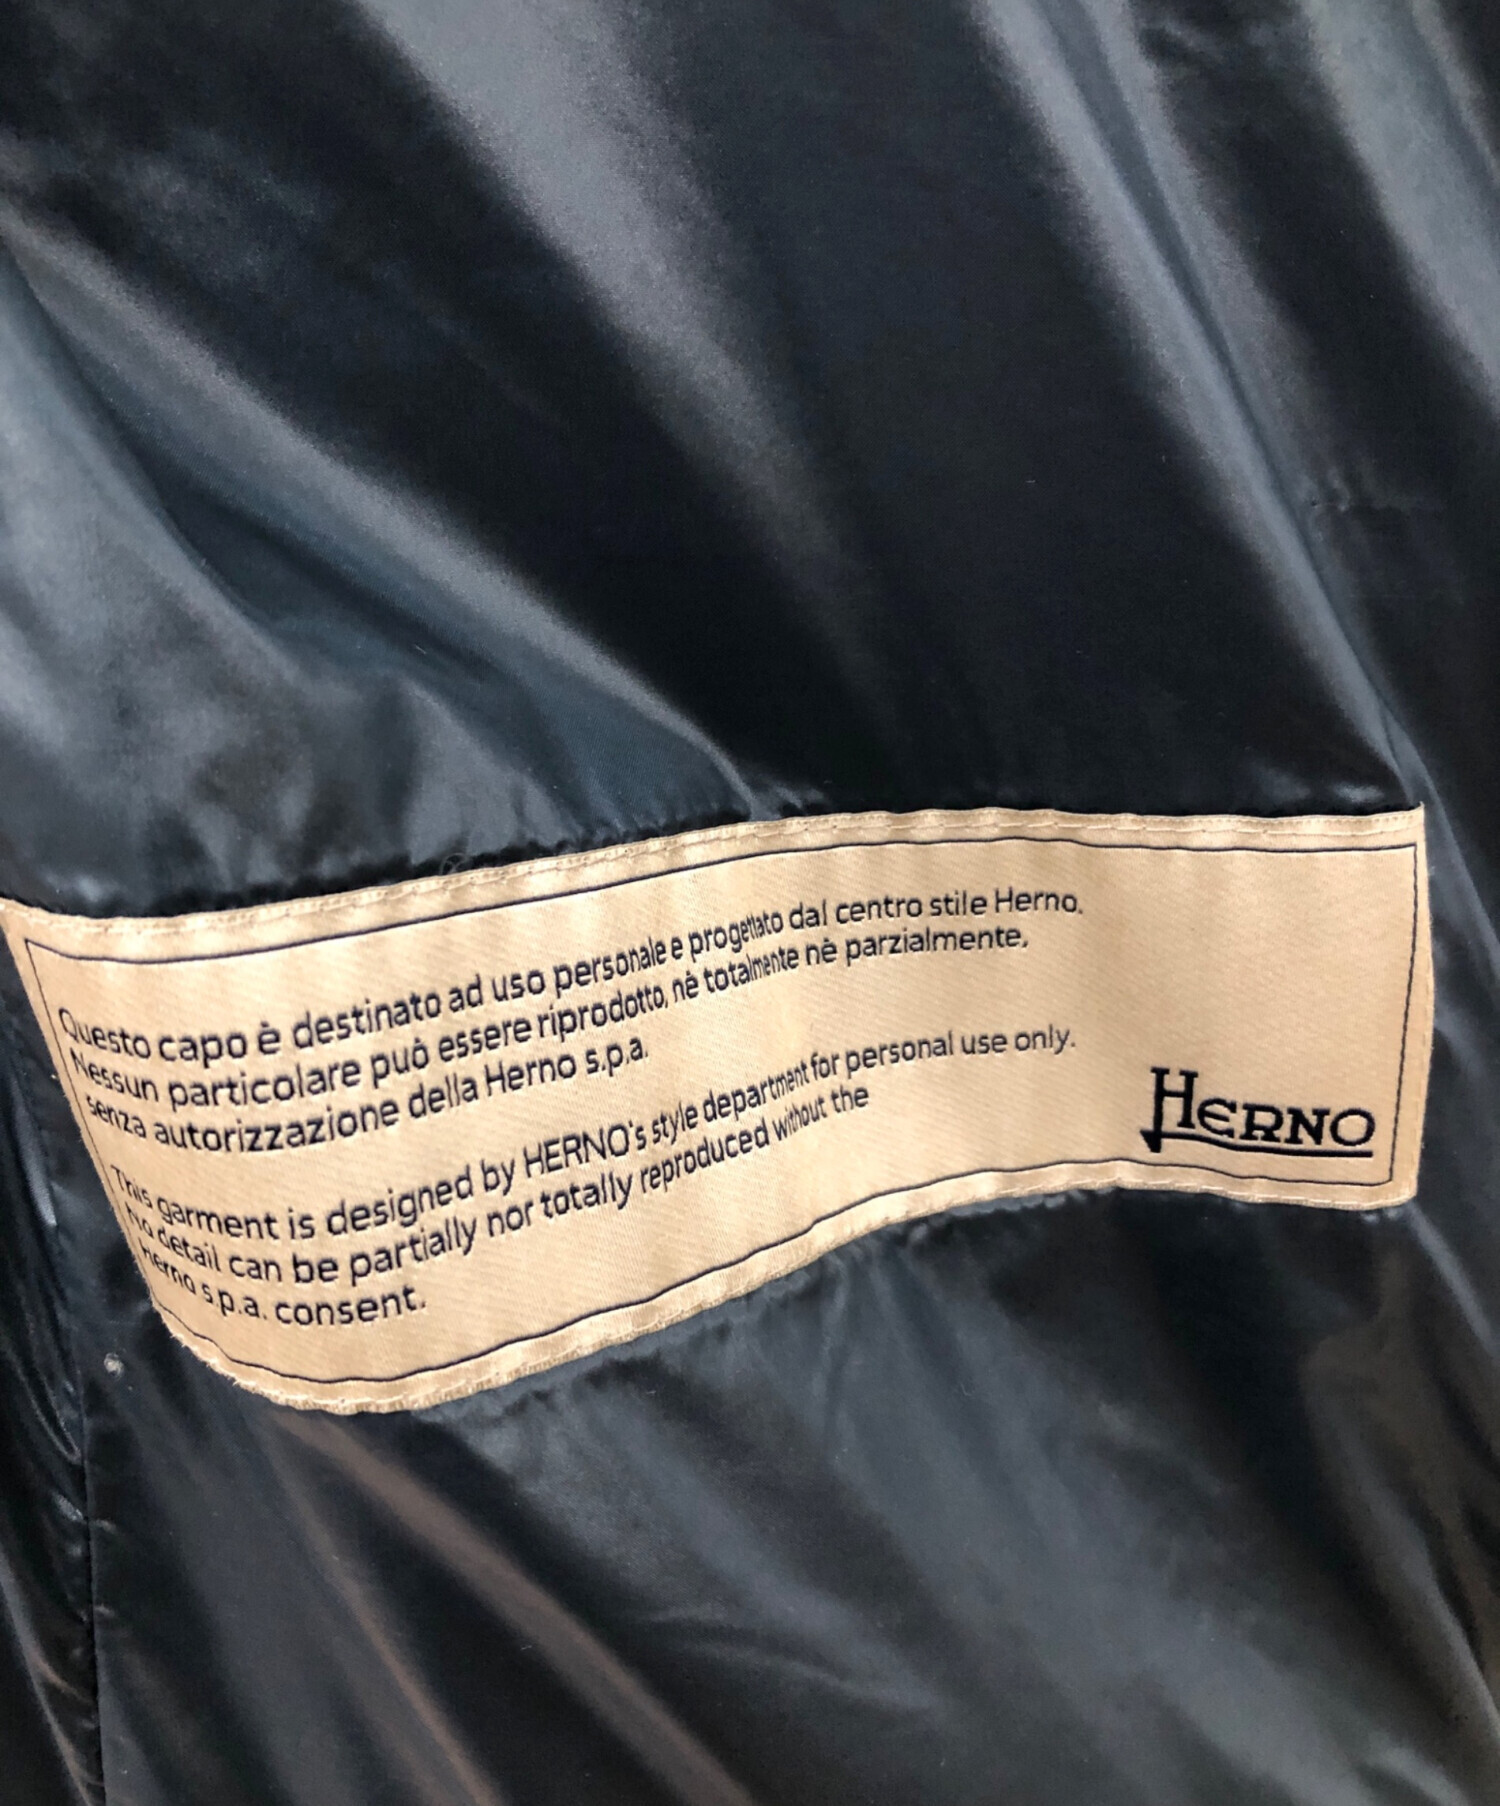 Questo capo è destinato ad uso personale e progettato dal centro stile Herno.
Nessun particolare può essere riprodotto, nè totalmente nè parzialmente,
senza autorizzazione della Herno s.p.a.
This garment is designed by HERNO's style department for personal use only.
No detail can be partially nor totally reproduced without the
Herno s.p.a. consent.
HERNO